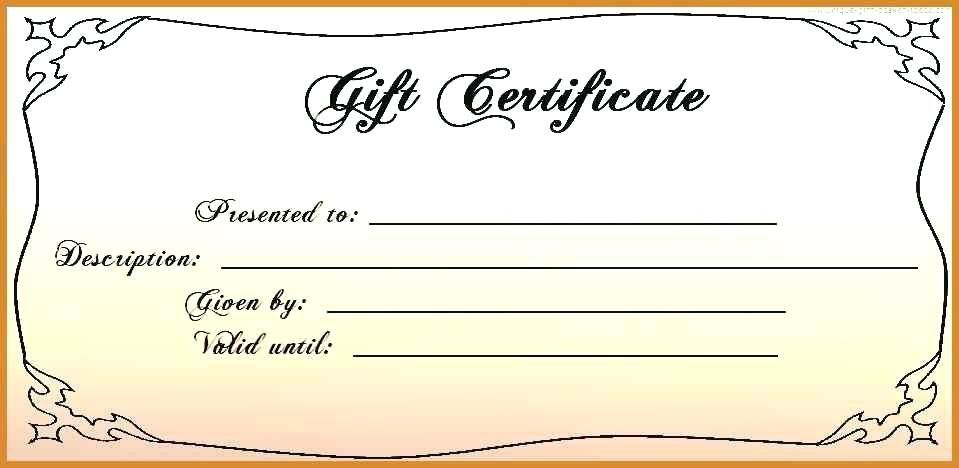 Gift Certificate
Presented to:
Description:
Given by:
Valid until: